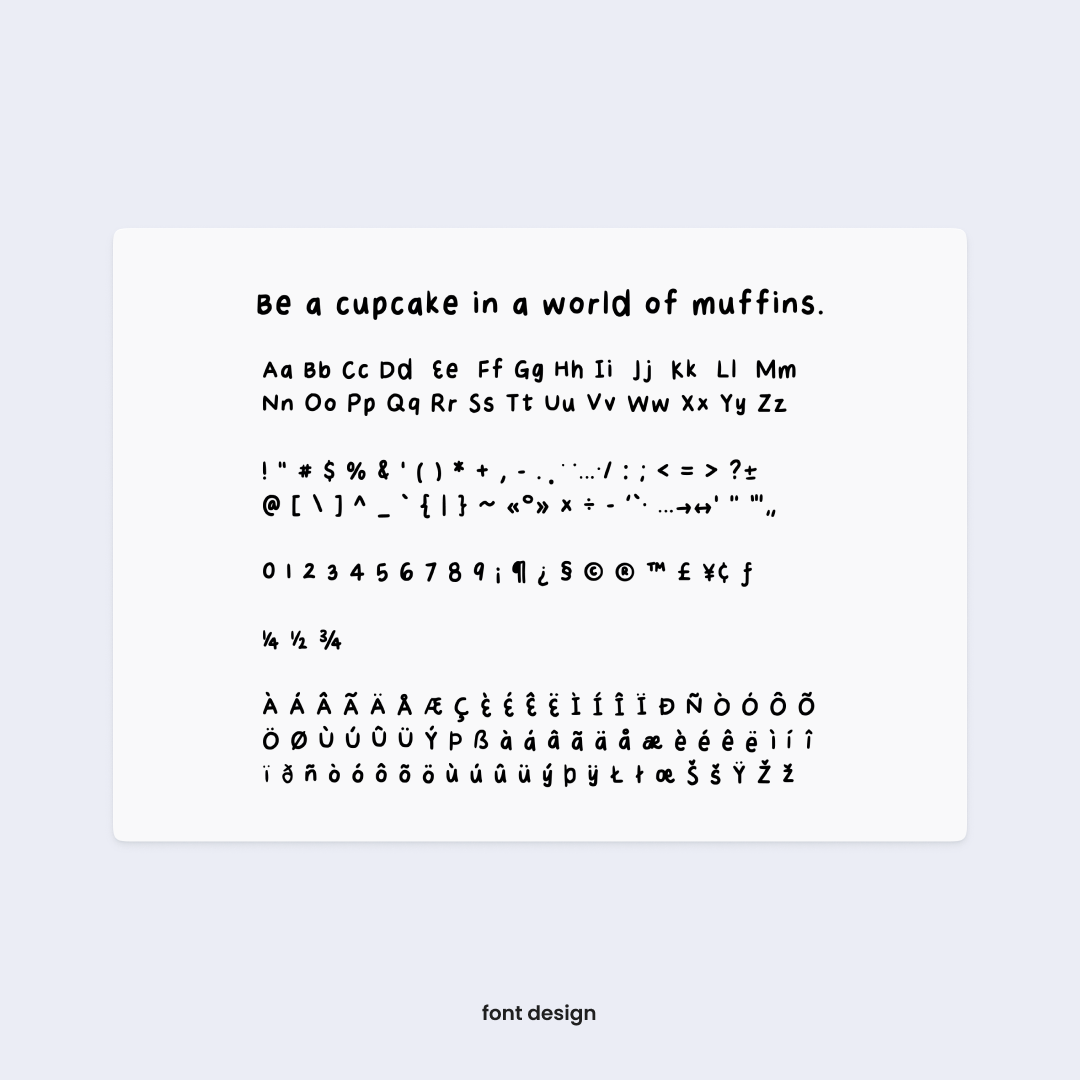 Be a cupcake in a world of muffins.
Aa Bb Cc Dd Ee Ff Gg Hh Ii Jj Kk Ll Mm
Nn Oo Pp Qq Rr Ss Tt Uu Vv Ww Xx Yy Zz
! " # $ % & ' ( ) * + , - . . ˙ ˙ … · / : ; < = > ? ±
@ [ \ ] ^ _ ` { | } ~ « ° » × ÷ - ´ ` · … → ↔ ' " "' „
0 1 2 3 4 5 6 7 8 9 ¡ ¶ ¿ § © ® ™ £ ¥ ¢ ƒ
¼ ½ ¾
À Á Â Ã Ä Å Æ Ç È É Ê Ë Ì Í Î Ï Ð Ñ Ò Ó Ô Õ
Ö Ø Ù Ú Û Ü Ý Þ ß à á â ã ä å æ è é ê ë ì í î
ï ð ñ ò ó ô õ ö ù ú û ü ý þ ÿ Ł ł œ Š š Ÿ Ž ž
font design